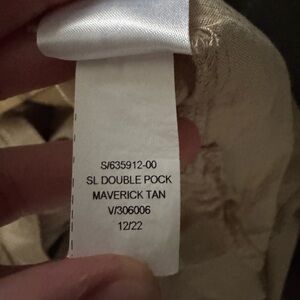 S/635912-00
SL DOUBLE POCK
MAVERICK TAN
V/306006
12/22